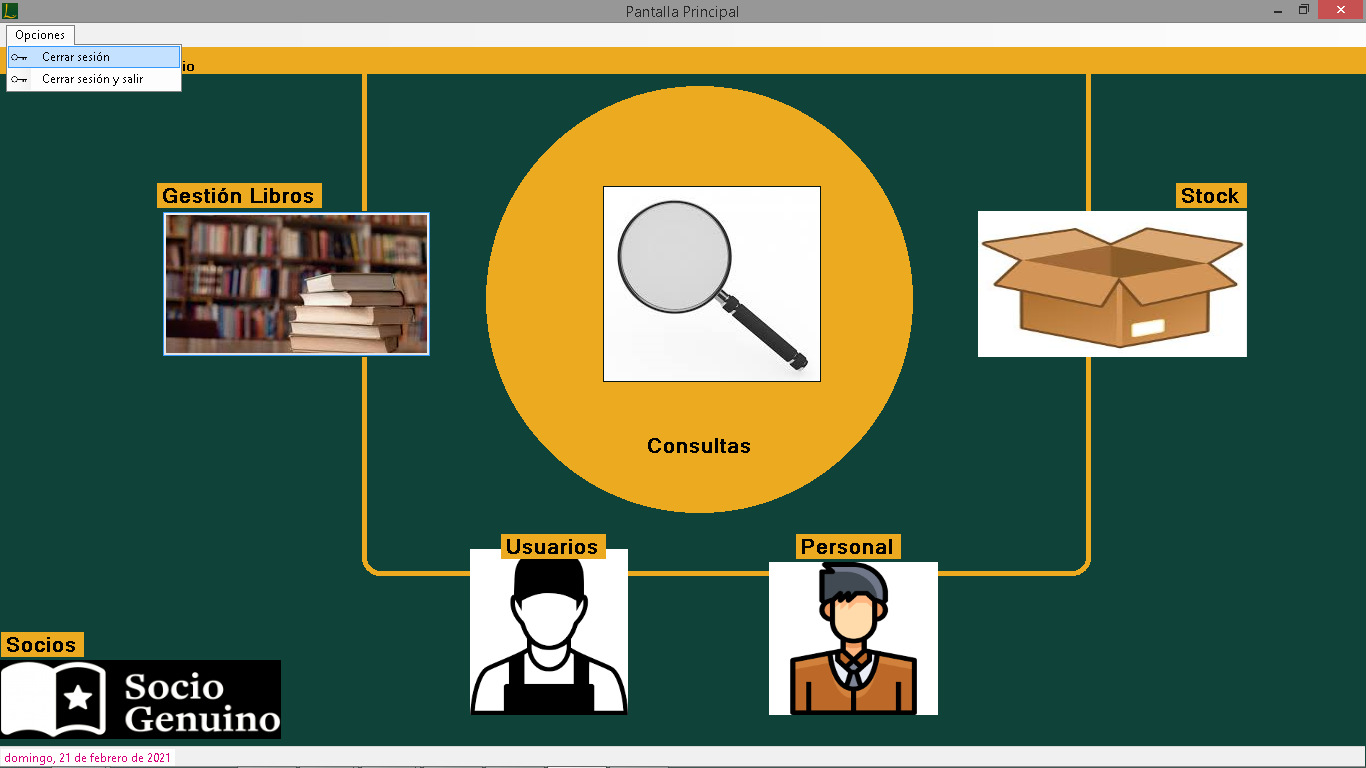 Pantalla Principal
Opciones
Cerrar sesión
Cerrar sesión y salir
Gestión Libros
Stock
Consultas
Usuarios
Personal
Socios
Socio
Genuino
domingo, 21 de febrero de 2021